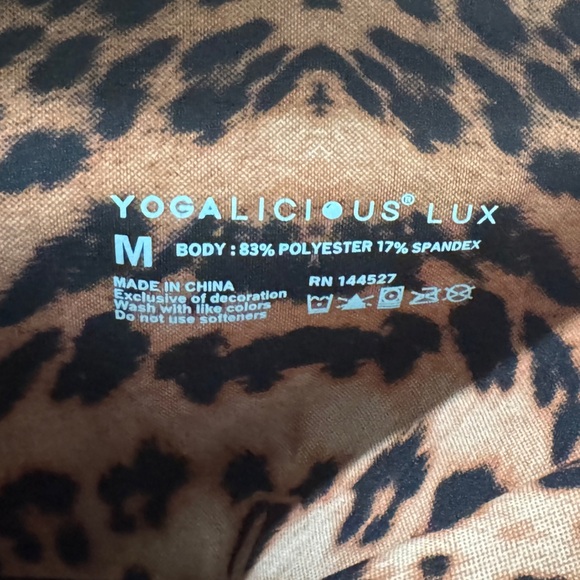 YOGALICIOUS® LUX
M BODY : 83% POLYESTER 17% SPANDEX
MADE IN CHINA
Exclusive of decoration
Wash with like colors
Do not use softeners
RN 144527